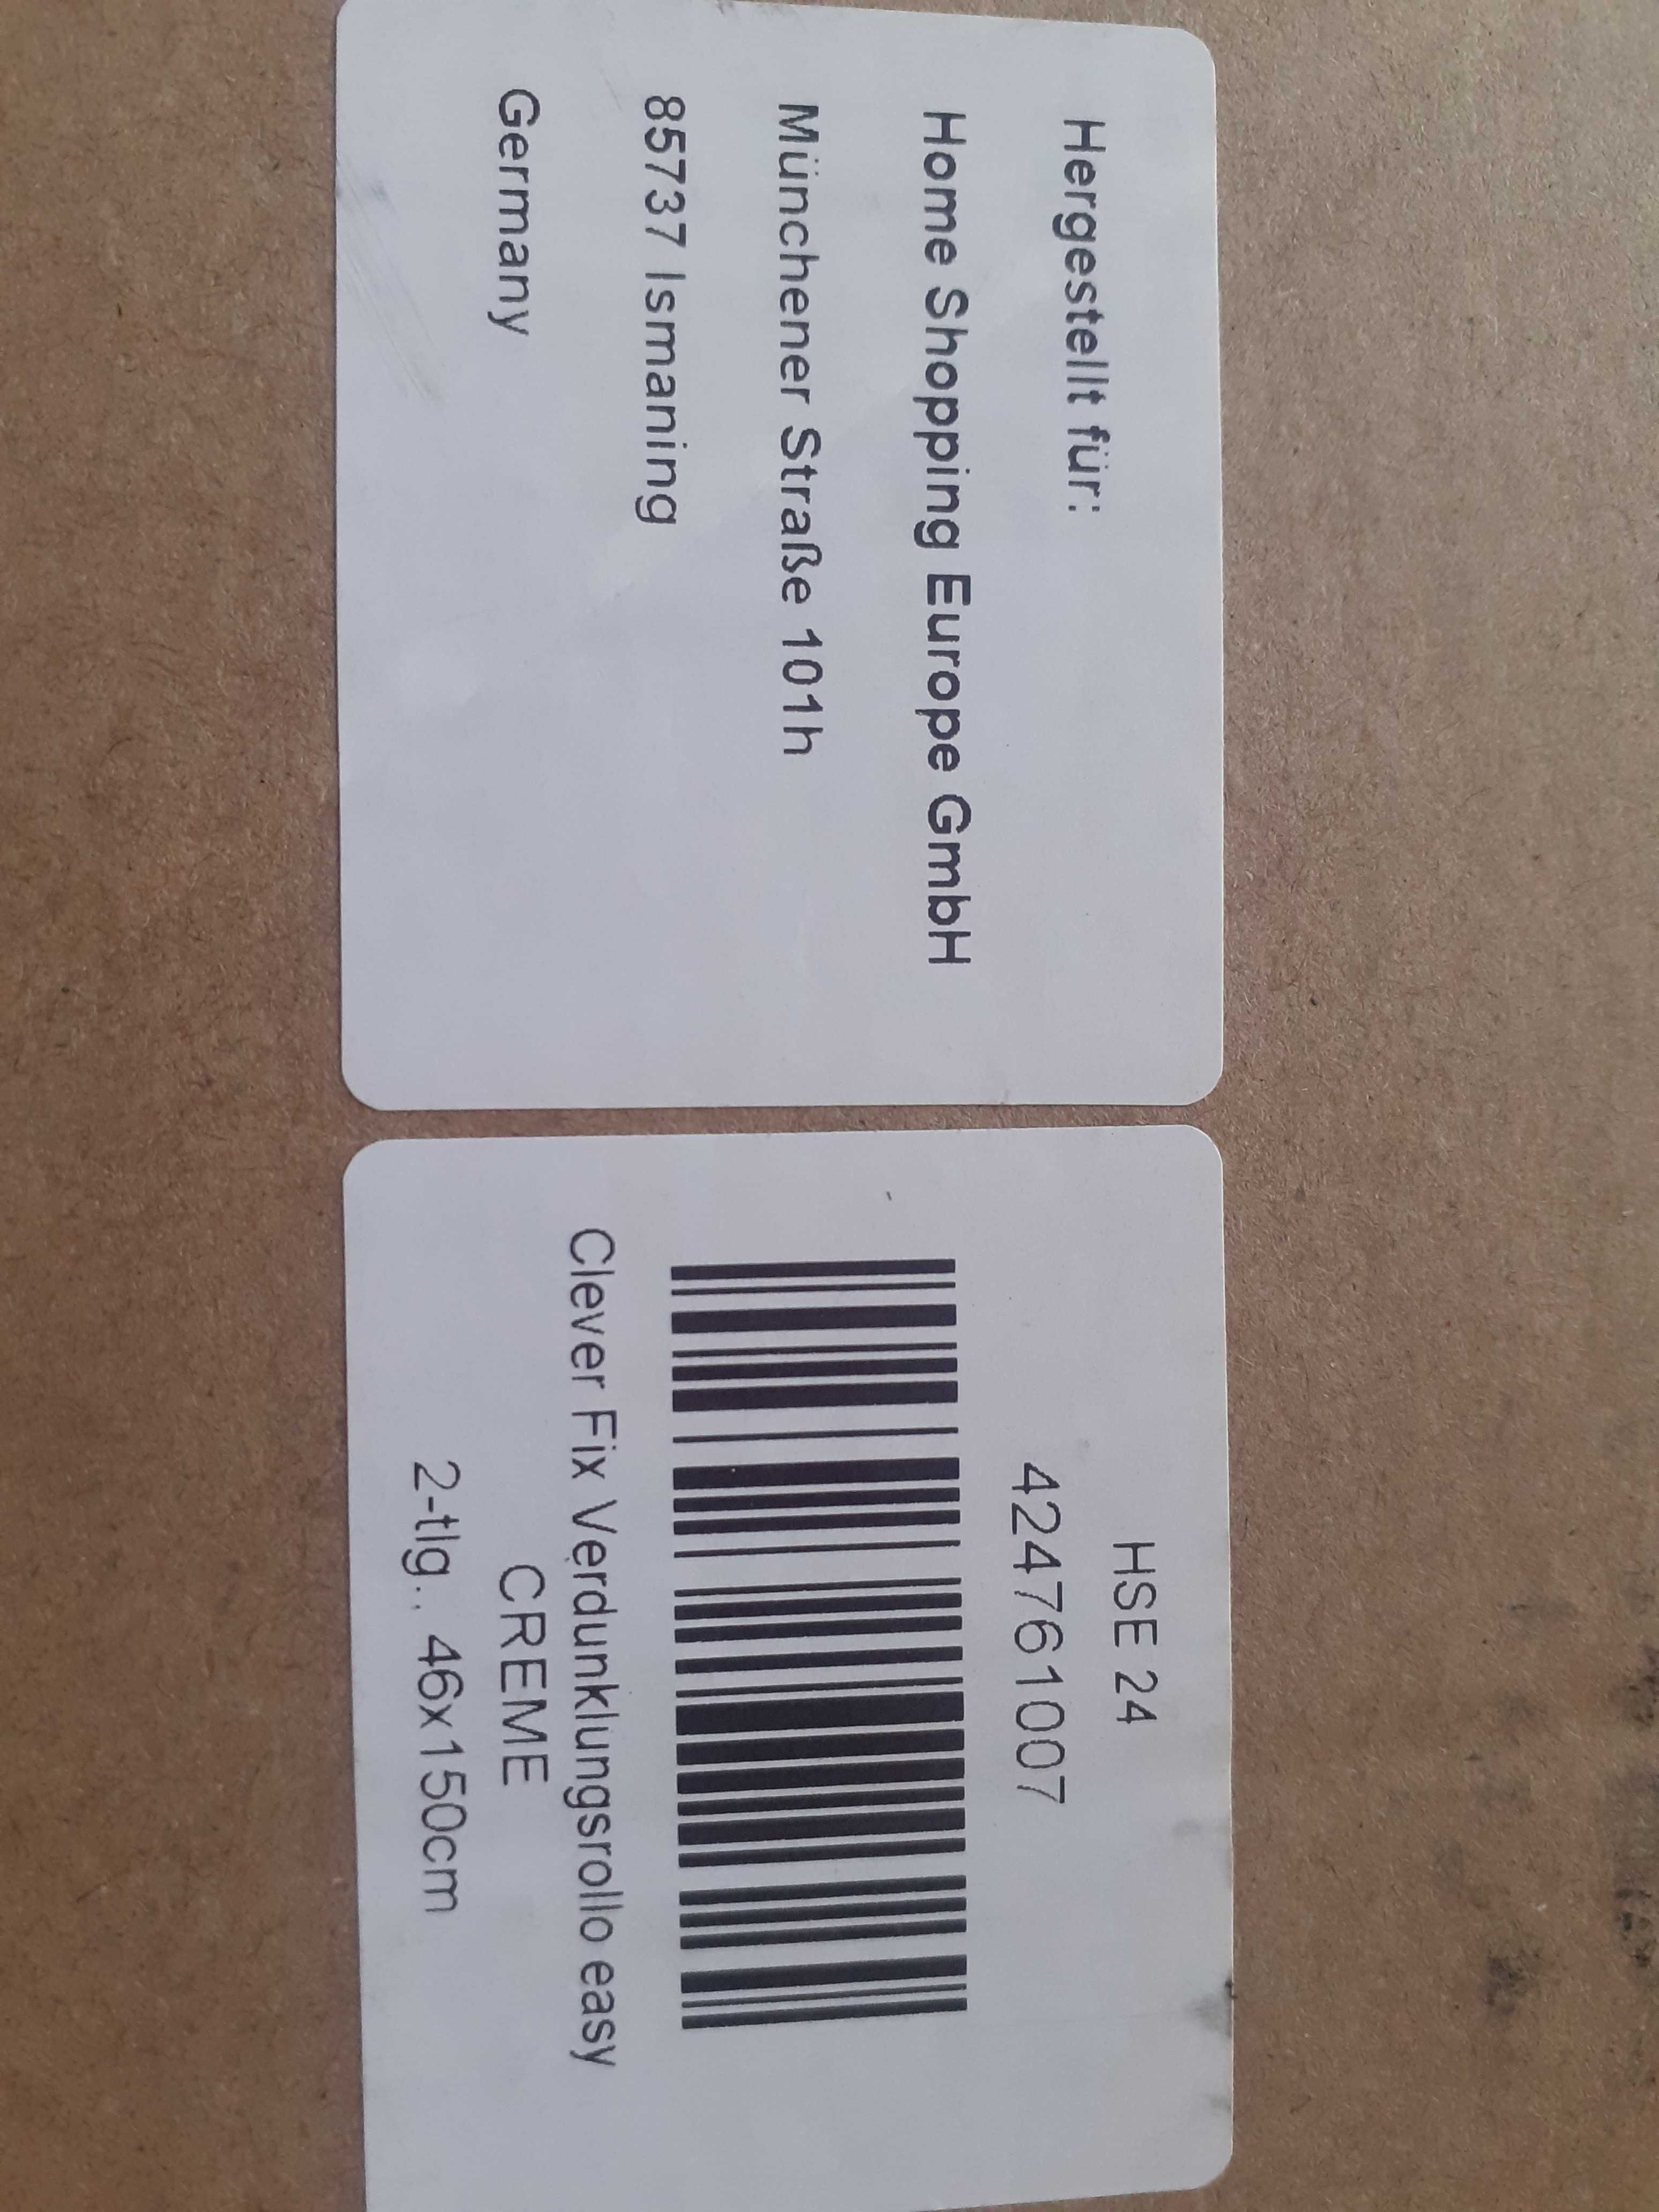 Hergestellt für:
Home Shopping Europe GmbH
Münchener Straße 101h
85737 Ismaning
Germany
HSE 24
424761007
Clever Fix Verdunklungsrollo easy
CREME
2-tlg., 46x150cm